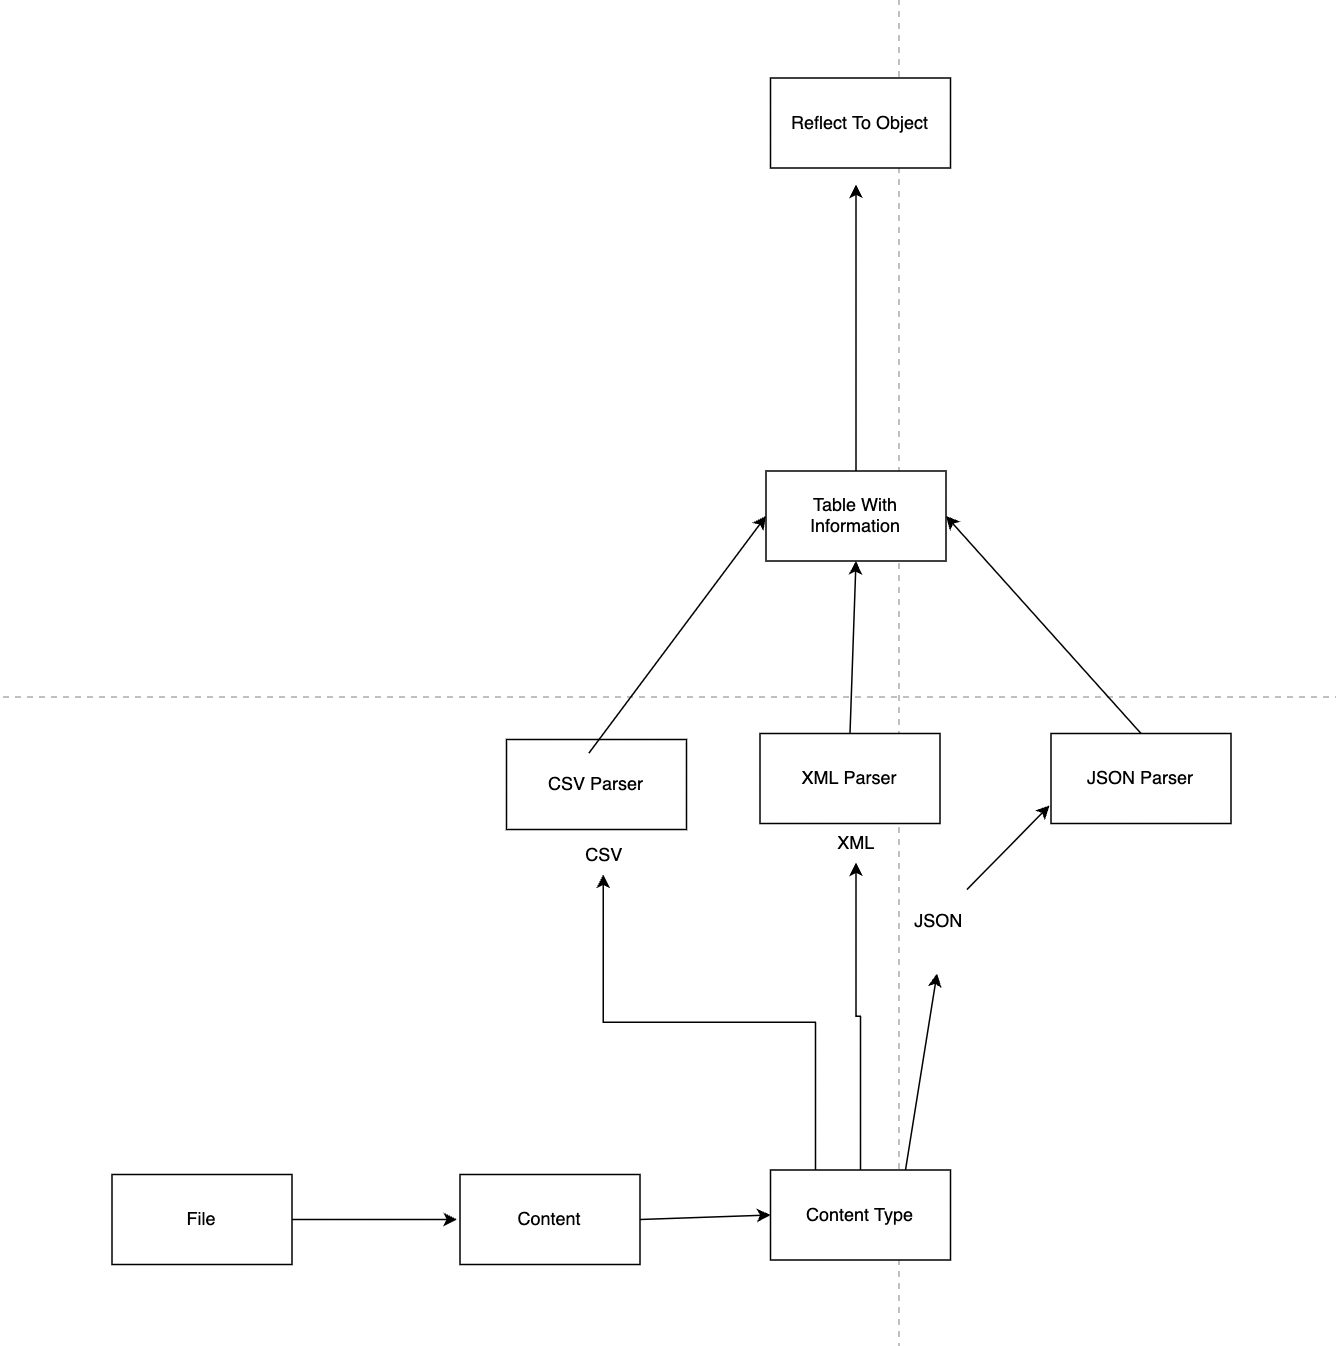 Reflect To Object
Table With
Information
CSV Parser
XML Parser
JSON Parser
CSV
XML
JSON
File
Content
Content Type